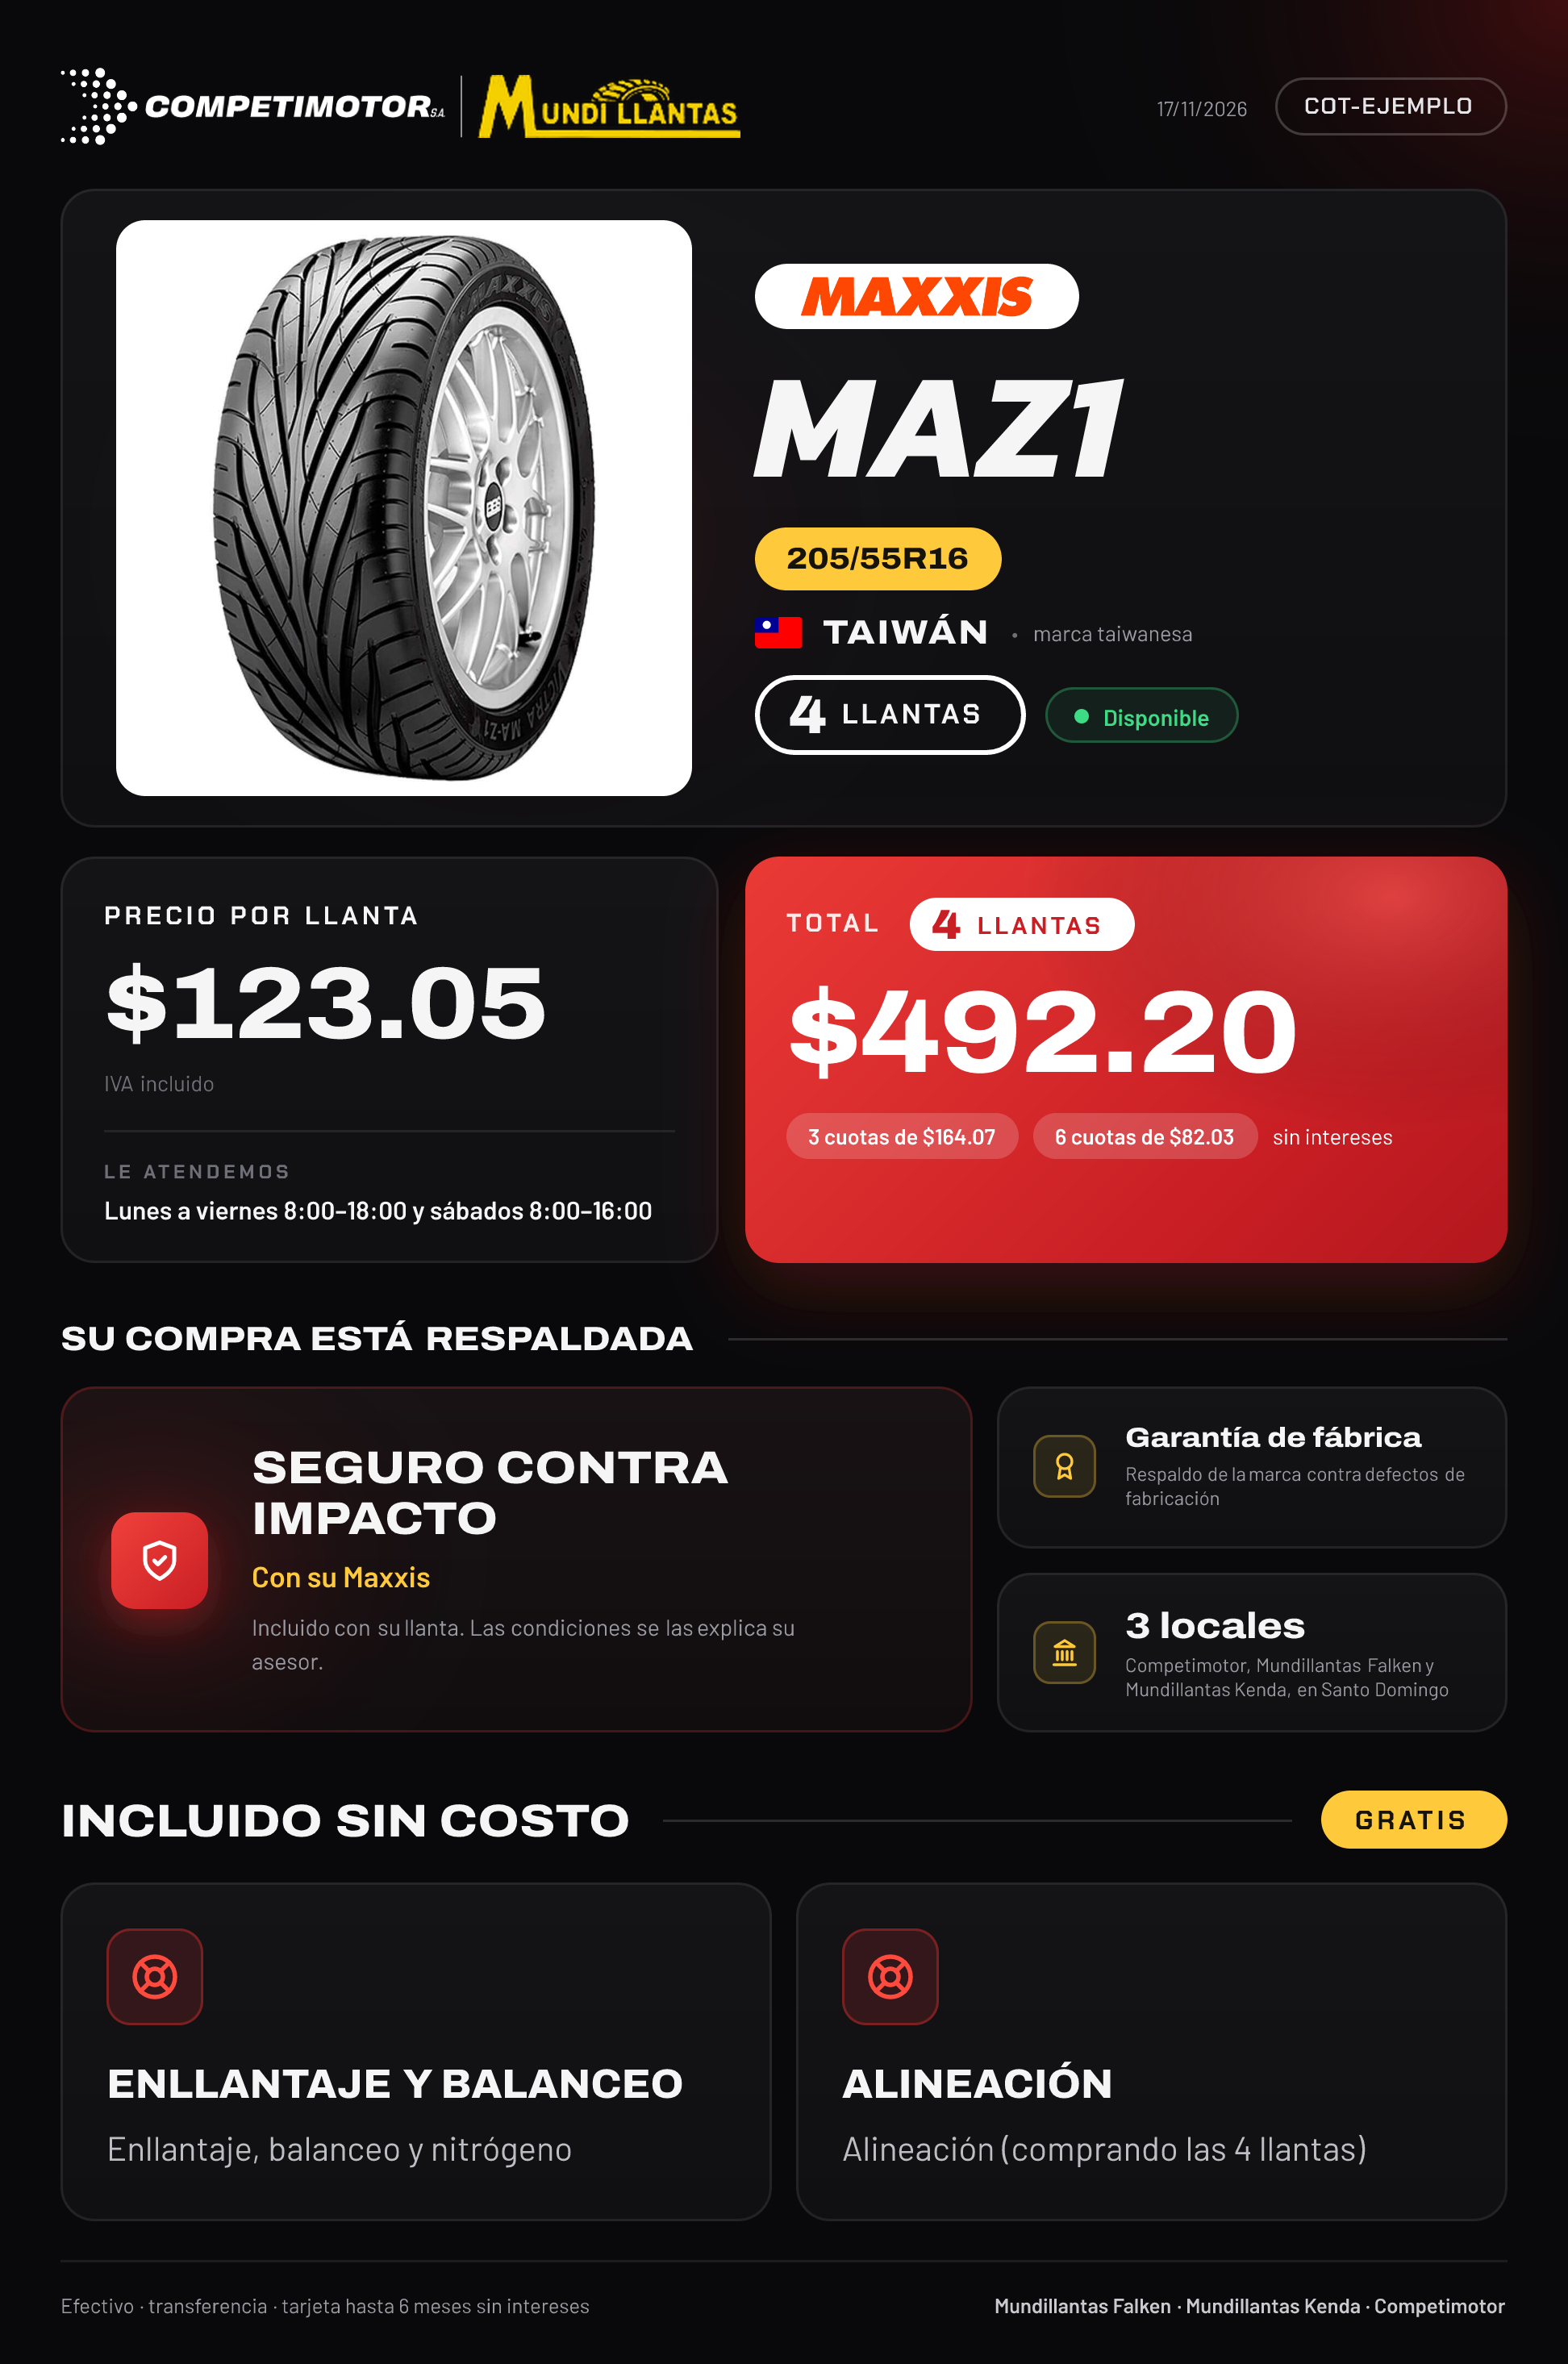 COMPETIMOTOR S.A.
MUNDI LLANTAS
17/11/2026
COT-EJEMPLO
MAXXIS
VICTRA MA-Z1
BBS
MAXXIS
MAZ1
205/55R16
TAIWÁN • marca taiwanesa
4 LLANTAS
Disponible
PRECIO POR LLANTA
$123.05
IVA incluido
LE ATENDEMOS
Lunes a viernes 8:00–18:00 y sábados 8:00–16:00
TOTAL 4 LLANTAS
$492.20
3 cuotas de $164.07 6 cuotas de $82.03 sin intereses
SU COMPRA ESTÁ RESPALDADA
SEGURO CONTRA
IMPACTO
Con su Maxxis
Incluido con su llanta. Las condiciones se las explica su
asesor.
Garantía de fábrica
Respaldo de la marca contra defectos de
fabricación
3 locales
Competimotor, Mundillantas Falken y
Mundillantas Kenda, en Santo Domingo
INCLUIDO SIN COSTO
GRATIS
ENLLANTAJE Y BALANCEO
Enllantaje, balanceo y nitrógeno
ALINEACIÓN
Alineación (comprando las 4 llantas)
Efectivo · transferencia · tarjeta hasta 6 meses sin intereses
Mundillantas Falken · Mundillantas Kenda · Competimotor